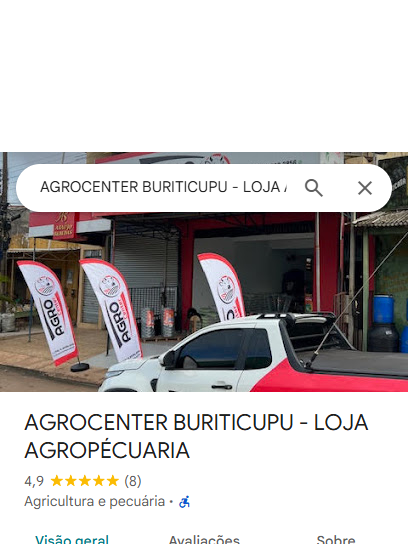 AGROCENTER BURITICUPU - LOJA
AGRO
AGRO
AGROCENTER BURITICUPU - LOJA
AGROPÉCUARIA
4,9 (8)
Agricultura e pecuária •
Visão geral Avaliações Sobre